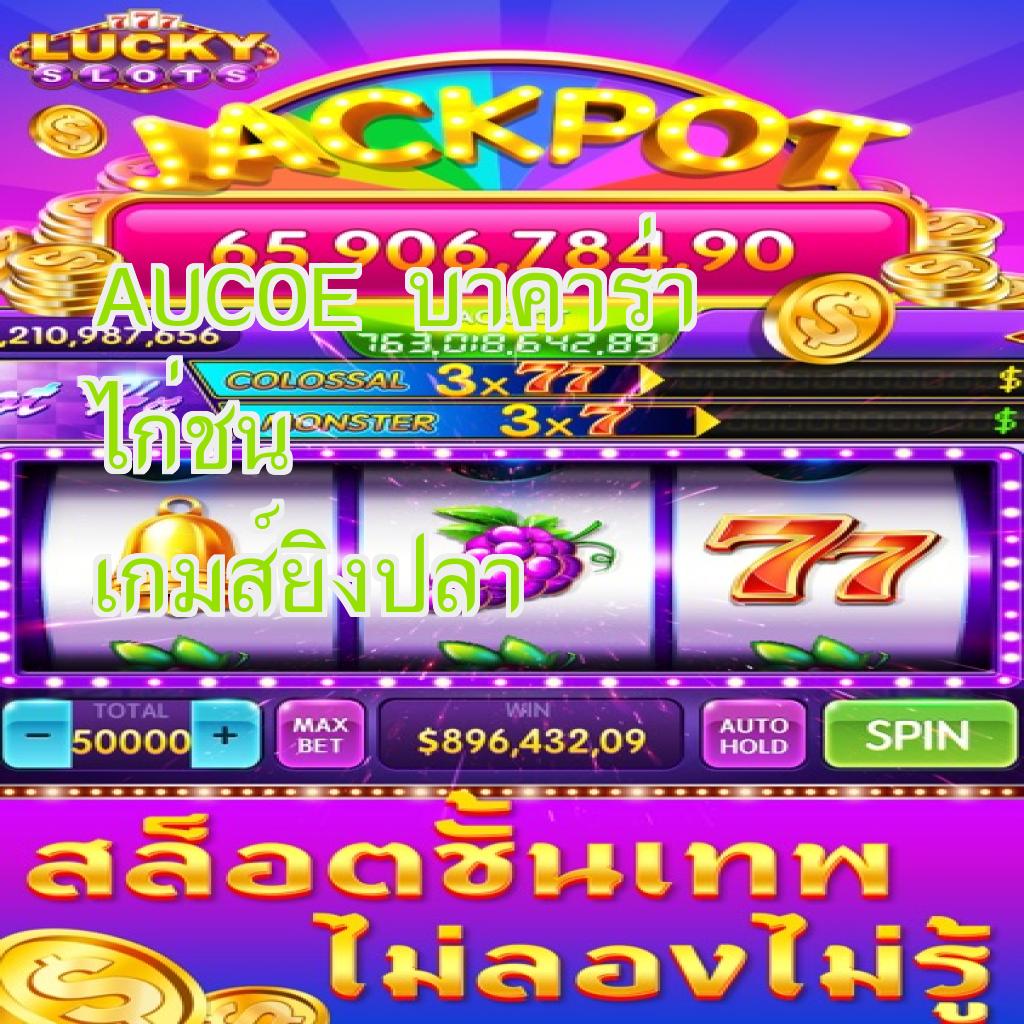 777
LUCKY
SLOTS
JACKPOT
65,906,784.90
AUCOE บาคาร่า
,210,987,656
763,018,642.89
COLOSSAL 3x77 $
ไก่ชน
MONSTER 3x7 $
77
เกมส์ยิงปลา
TOTAL
- 50000 +
MAX BET
WIN
$896,432,09
AUTO HOLD
SPIN
สล็อตชั้นเทพ
ไม่ลองไม่รู้